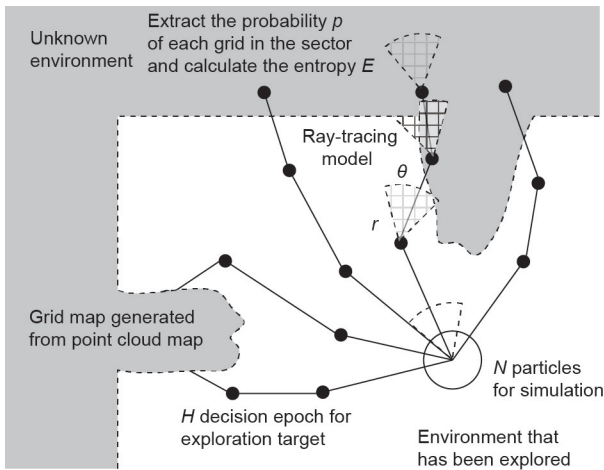 Unknown
environment
Extract the probability p
of each grid in the sector
and calculate the entropy E
Ray-tracing
model
θ
r
Grid map generated
from point cloud map
N particles
for simulation
H decision epoch for
exploration target
Environment that
has been explored